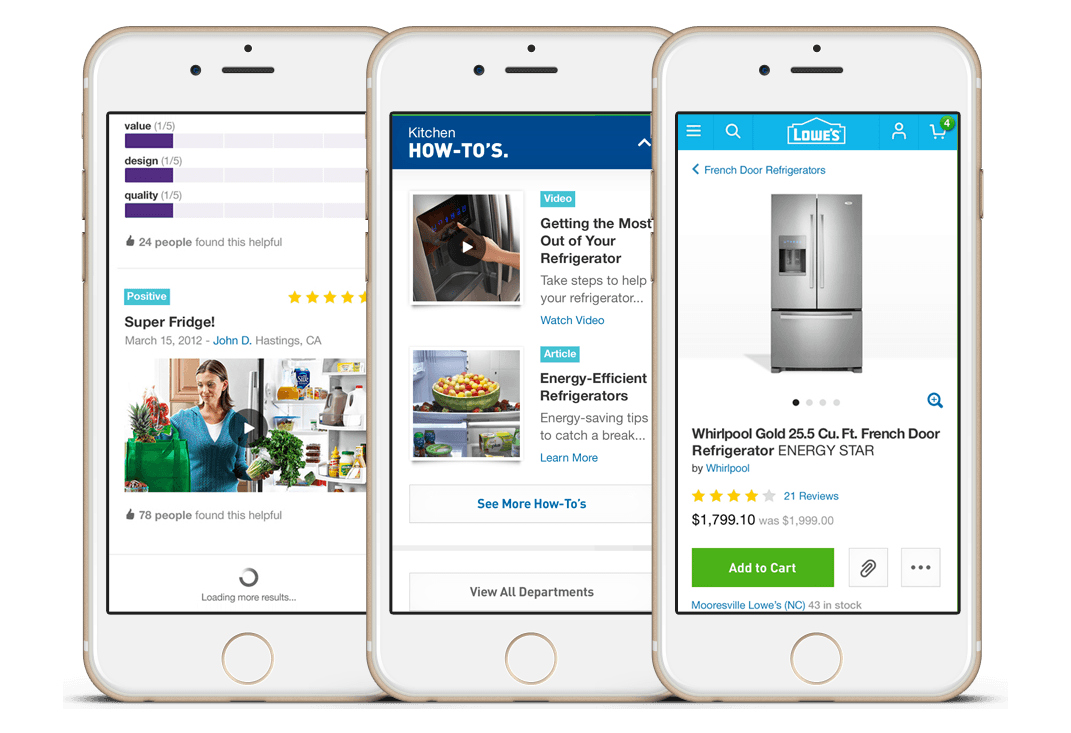 value (1/5)
design (1/5)
quality (1/5)
24 people found this helpful
Positive
Super Fridge!
March 15, 2012 - John D. Hastings, CA
78 people found this helpful
Loading more results...
Kitchen
HOW-TO'S.
Video
Getting the Most
Out of Your
Refrigerator
Take steps to help
your refrigerator...
Watch Video
Article
Energy-Efficient
Refrigerators
Energy-saving tips
to catch a break...
Learn More
See More How-To's
View All Departments
LOWE'S
4
French Door Refrigerators
Whirlpool Gold 25.5 Cu. Ft. French Door
Refrigerator ENERGY STAR
by Whirlpool
21 Reviews
$1,799.10 was $1,999.00
Add to Cart
Mooresville Lowe's (NC) 43 in stock